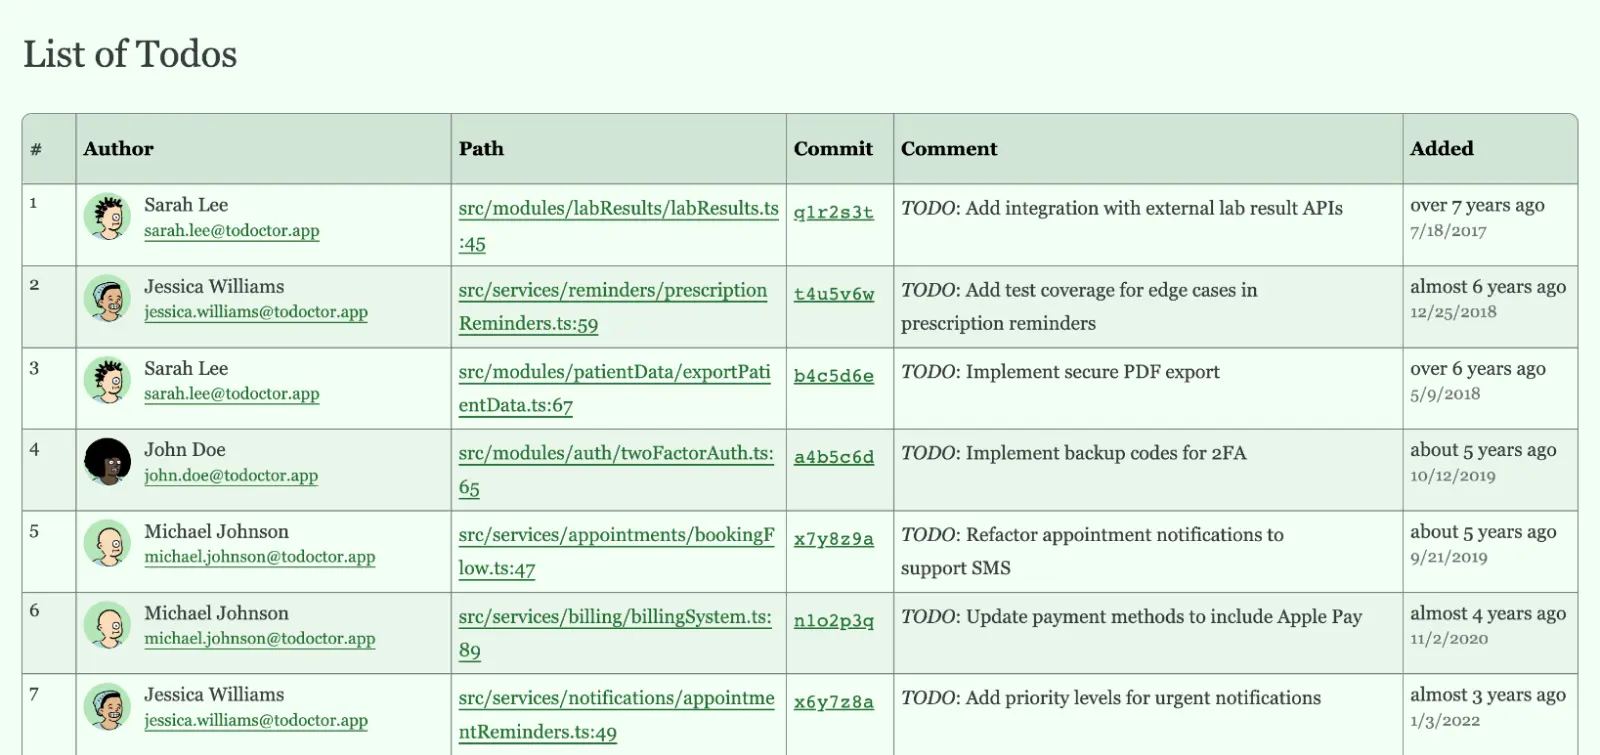 List of Todos
# Author Path Commit Comment Added
1 Sarah Lee src/modules/labResults/labResults.ts q1r2s3t TODO: Add integration with external lab result APIs over 7 years ago
sarah.lee@todoctor.app :45 7/18/2017
2 Jessica Williams src/services/reminders/prescription t4u5v6w TODO: Add test coverage for edge cases in almost 6 years ago
jessica.williams@todoctor.app Reminders.ts:59 prescription reminders 12/25/2018
3 Sarah Lee src/modules/patientData/exportPati b4c5d6e TODO: Implement secure PDF export over 6 years ago
sarah.lee@todoctor.app entData.ts:67 5/9/2018
4 John Doe src/modules/auth/twoFactorAuth.ts: a4b5c6d TODO: Implement backup codes for 2FA about 5 years ago
john.doe@todoctor.app 65 10/12/2019
5 Michael Johnson src/services/appointments/bookingF x7y8z9a TODO: Refactor appointment notifications to about 5 years ago
michael.johnson@todoctor.app low.ts:47 support SMS 9/21/2019
6 Michael Johnson src/services/billing/billingSystem.ts: n1o2p3q TODO: Update payment methods to include Apple Pay almost 4 years ago
michael.johnson@todoctor.app 89 11/2/2020
7 Jessica Williams src/services/notifications/appointme x6y7z8a TODO: Add priority levels for urgent notifications almost 3 years ago
jessica.williams@todoctor.app ntReminders.ts:49 1/3/2022